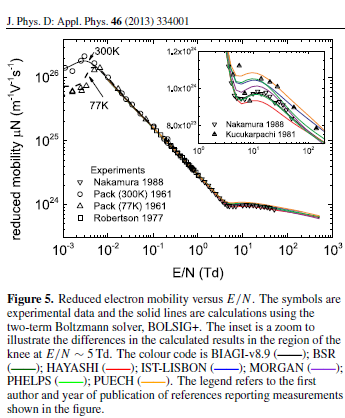 J. Phys. D: Appl. Phys. 46 (2013) 334001
300K
77K
10²⁶
10²⁵
10²⁴
reduced mobility μN (m⁻¹V⁻¹s⁻¹)
1.2x10²⁴
1.0x10²⁴
8.0x10²³
Nakamura 1988
Kucukarpachi 1981
10⁰ 10¹ 10²
Experiments
Nakamura 1988
Pack (300K) 1961
Pack (77K) 1961
Robertson 1977
10⁻³ 10⁻² 10⁻¹ 10⁰ 10¹ 10² 10³
E/N (Td)
Figure 5. Reduced electron mobility versus E/N. The symbols are
experimental data and the solid lines are calculations using the
two-term Boltzmann solver, BOLSIG+. The inset is a zoom to
illustrate the differences in the calculated results in the region of the
knee at E/N ∼ 5 Td. The colour code is BIAGI-v8.9 (——); BSR
(——); HAYASHI (——); IST-LISBON (——); MORGAN (——);
PHELPS (——); PUECH (——). The legend refers to the first
author and year of publication of references reporting measurements
shown in the figure.